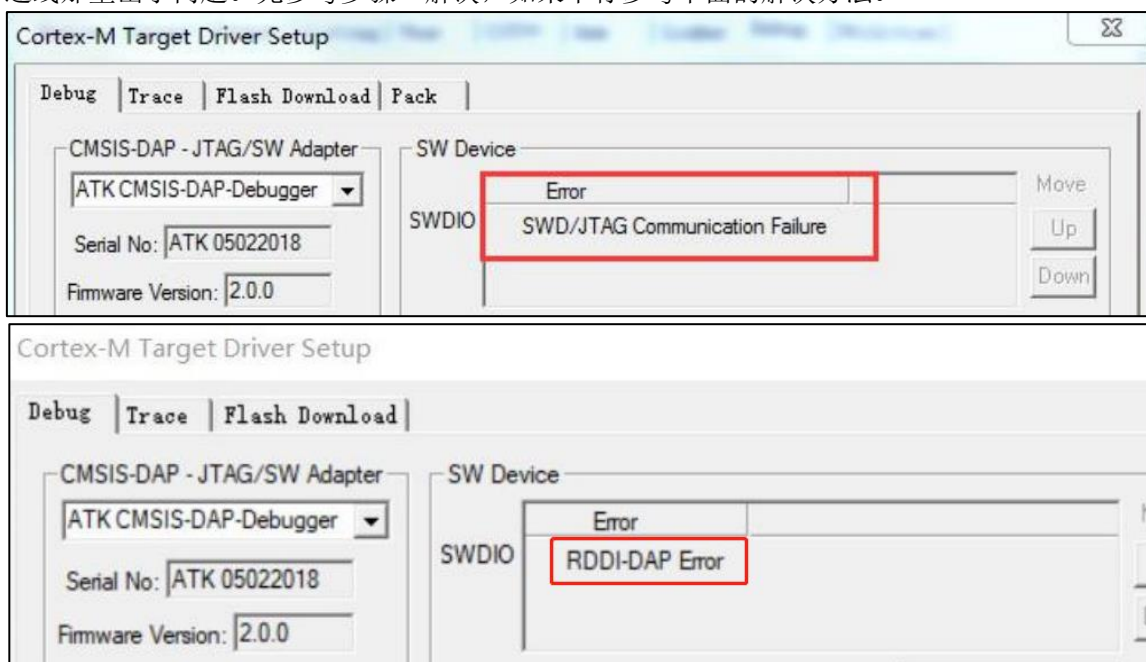 Cortex-M Target Driver Setup
Debug Trace Flash Download Pack
CMSIS-DAP - JTAG/SW Adapter SW Device
ATK CMSIS-DAP-Debugger Error Move
SWDIO SWD/JTAG Communication Failure Up
Serial No: ATK 05022018
Firmware Version: 2.0.0 Down
Cortex-M Target Driver Setup
Debug Trace Flash Download
CMSIS-DAP - JTAG/SW Adapter SW Device
ATK CMSIS-DAP-Debugger Error
SWDIO RDDI-DAP Error
Serial No: ATK 05022018
Firmware Version: 2.0.0